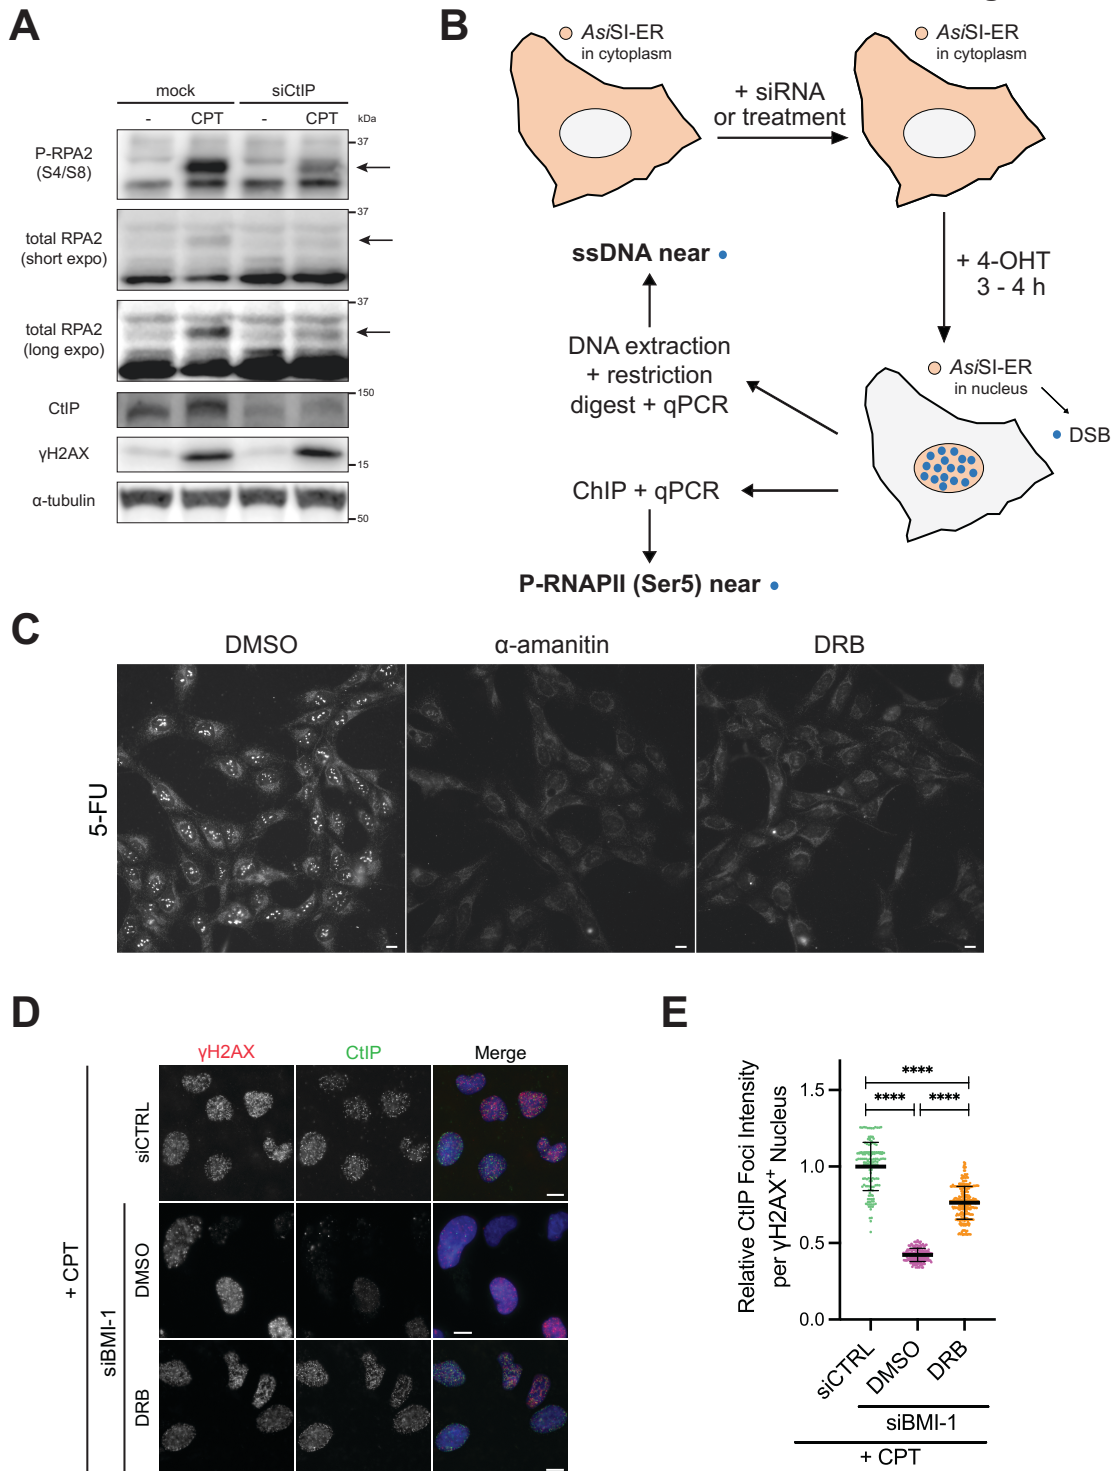 A
mock siCtIP
- CPT - CPT kDa
P-RPA2
(S4/S8)
37
total RPA2
(short expo)
37
total RPA2
(long expo)
37
CtIP
150
γH2AX
15
α-tubulin
50
B
AsiSI-ER
in cytoplasm
+ siRNA
or treatment
AsiSI-ER
in cytoplasm
+ 4-OHT
3 - 4 h
AsiSI-ER
in nucleus
DSB
ssDNA near
DNA extraction
+ restriction
digest + qPCR
ChIP + qPCR
P-RNAPII (Ser5) near
C
DMSO α-amanitin DRB
5-FU
D
γH2AX CtIP Merge
+ CPT
siCTRL
siBMI-1
DMSO
DRB
E
Relative CtIP Foci Intensity
per γH2AX+ Nucleus
1.5
1.0
0.5
0.0
****
**** ****
siCTRL DMSO DRB
siBMI-1
+ CPT